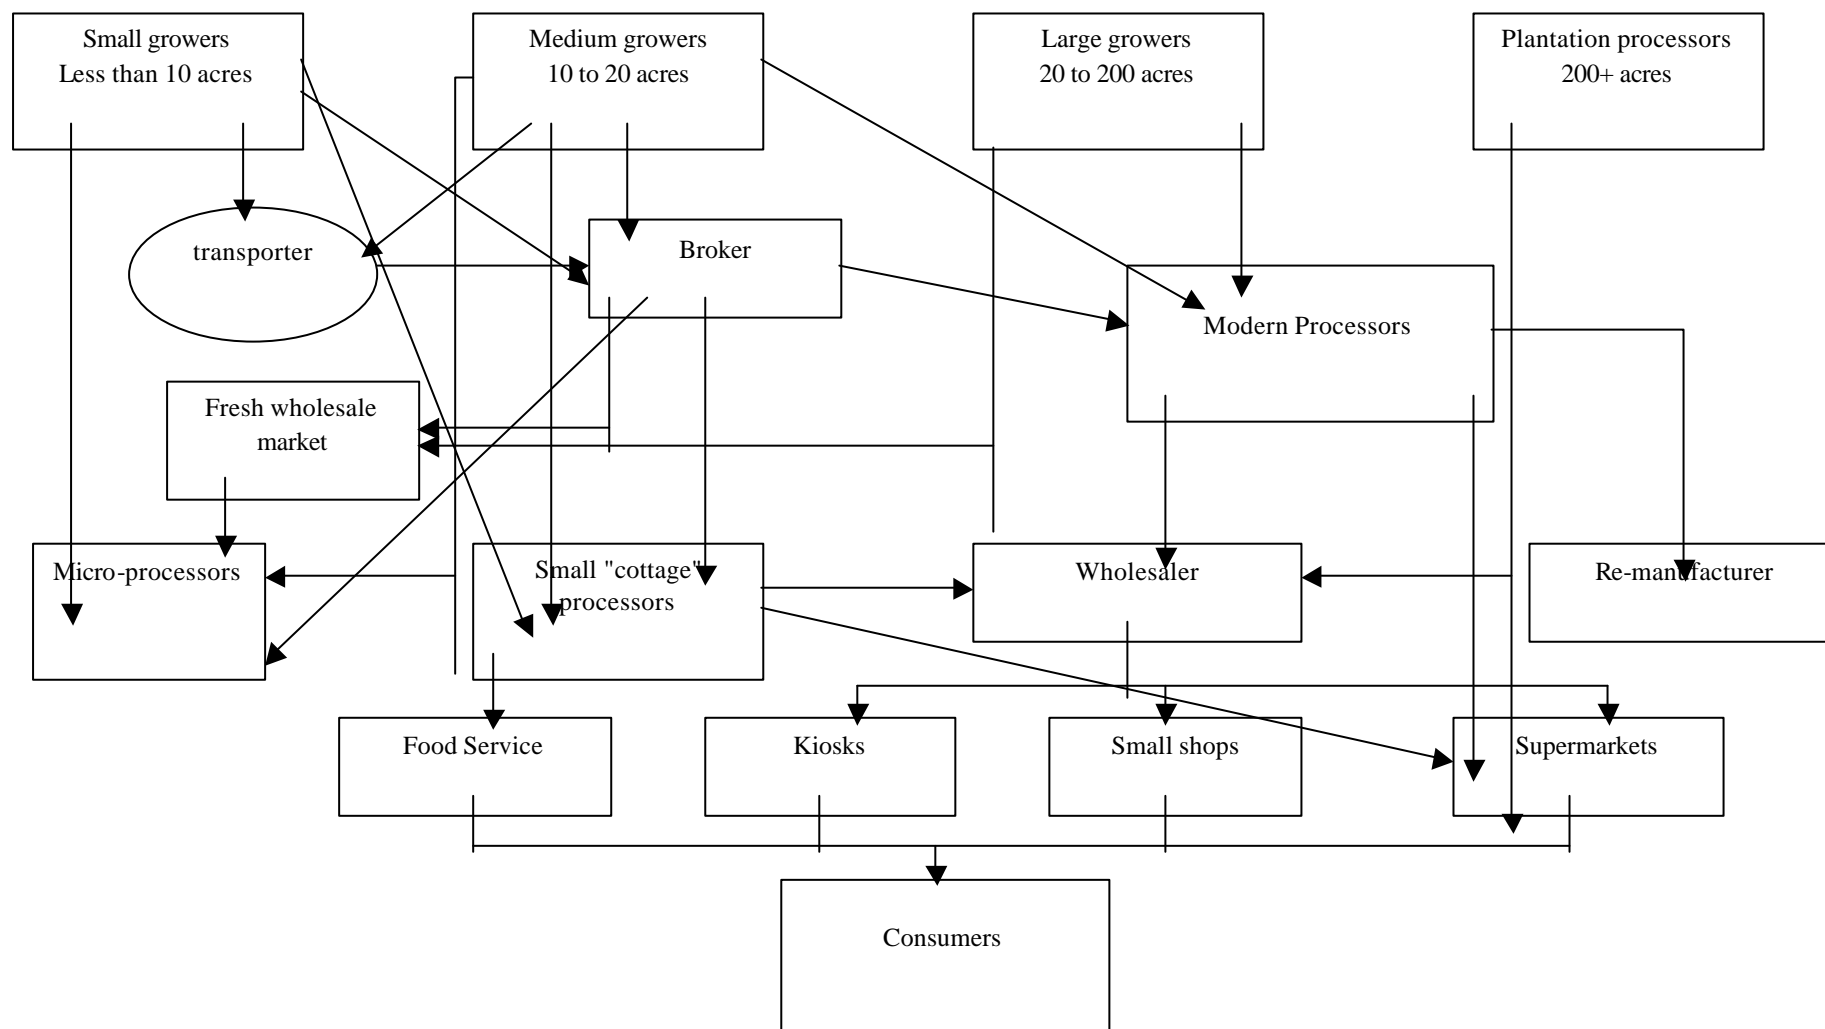 Small growers
Less than 10 acres
Medium growers
10 to 20 acres
Large growers
20 to 200 acres
Plantation processors
200+ acres
transporter
Broker
Modern Processors
Fresh wholesale
market
Micro-processors
Small "cottage"
processors
Wholesaler
Re-manufacturer
Food Service
Kiosks
Small shops
Supermarkets
Consumers